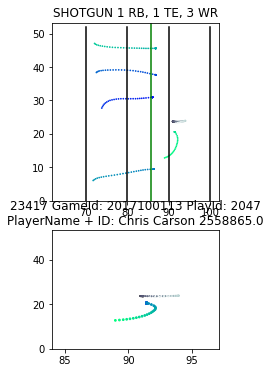 SHOTGUN 1 RB, 1 TE, 3 WR
50
40
30
20
10
0
70 80 90 100
23417 GameId: 2017100113 PlayId: 2047
PlayerName + ID: Chris Carson 2558865.0
40
20
0
85 90 95